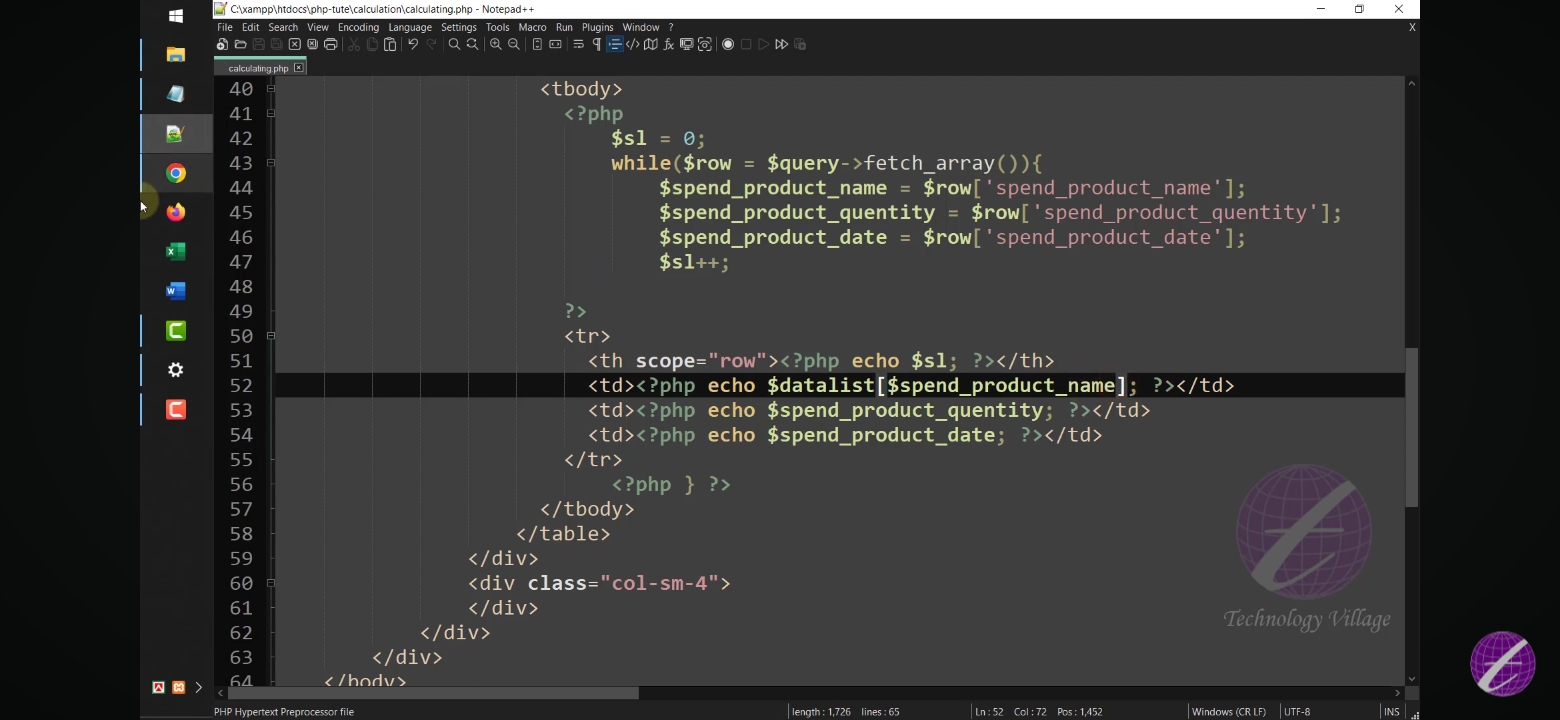 C:\xampp\htdocs\php-tute\calculation\calculating.php - Notepad++
File Edit Search View Encoding Language Settings Tools Macro Run Plugins Window ? X
calculating.php
40 <tbody>
41 <?php
42 $sl = 0;
43 while($row = $query->fetch_array()){
44 $spend_product_name = $row['spend_product_name'];
45 $spend_product_quentity = $row['spend_product_quentity'];
46 $spend_product_date = $row['spend_product_date'];
47 $sl++;
48
49 ?>
50 <tr>
51 <th scope="row"><?php echo $sl; ?></th>
52 <td><?php echo $datalist[$spend_product_name]; ?></td>
53 <td><?php echo $spend_product_quentity; ?></td>
54 <td><?php echo $spend_product_date; ?></td>
55 </tr>
56 <?php } ?>
57 </tbody>
58 </table>
59 </div>
60 <div class="col-sm-4">
61 </div>
62 </div>
63 </div>
64 </body>
Technology Village
PHP Hypertext Preprocessor file length : 1,726 lines : 65 Ln : 52 Col : 72 Pos : 1,452 Windows (CR LF) UTF-8 INS